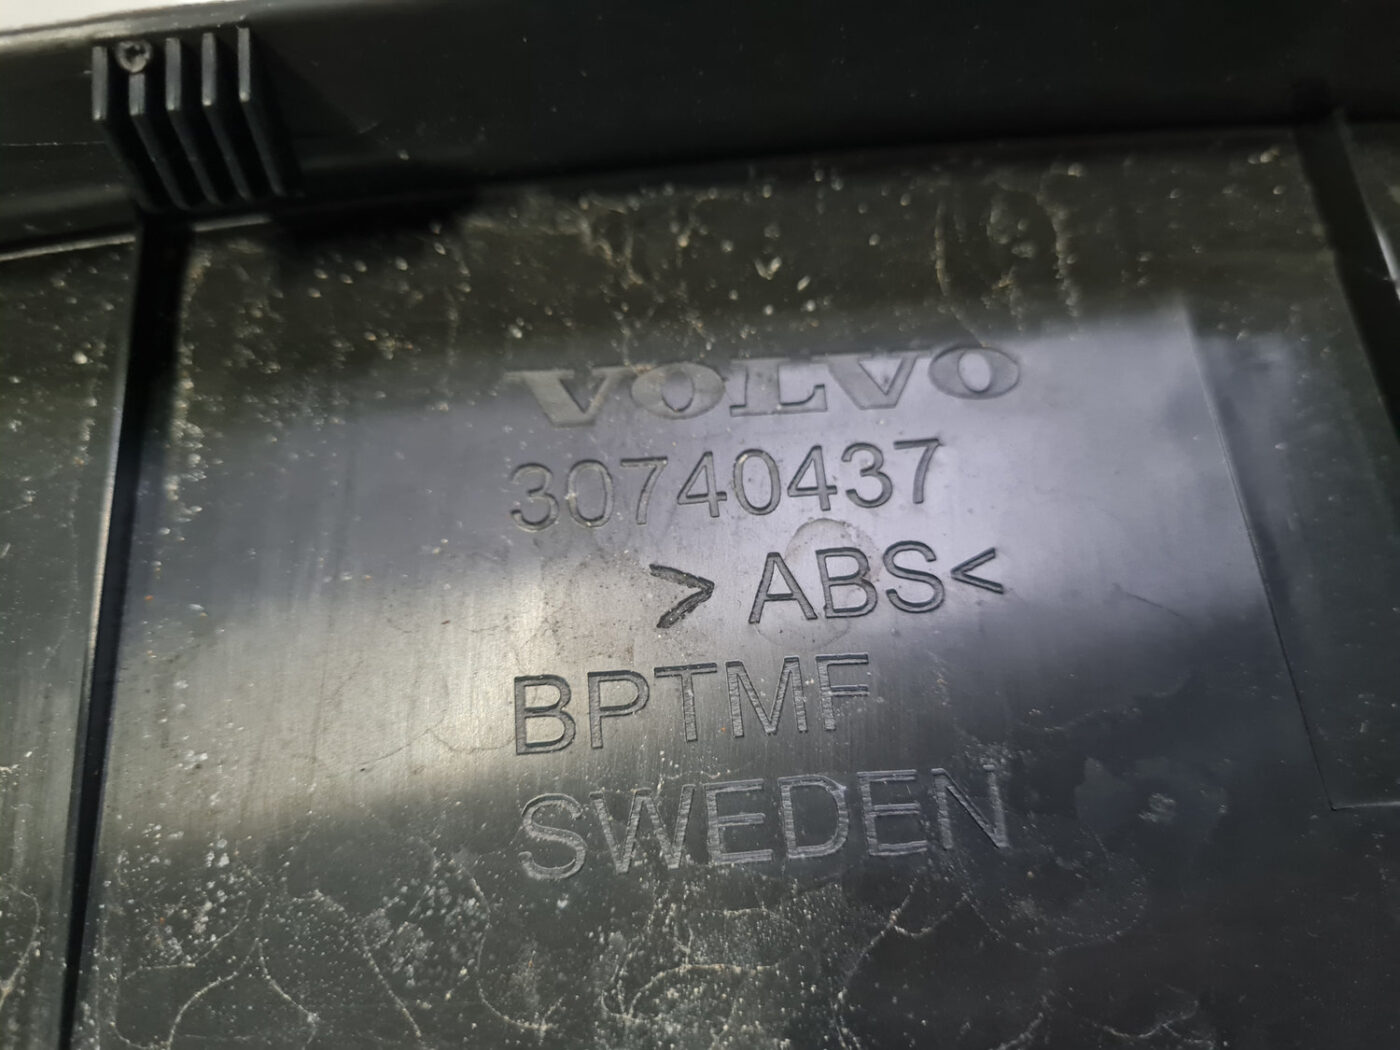 VOLVO
30740437
>ABS<
BPTMF
SWEDEN